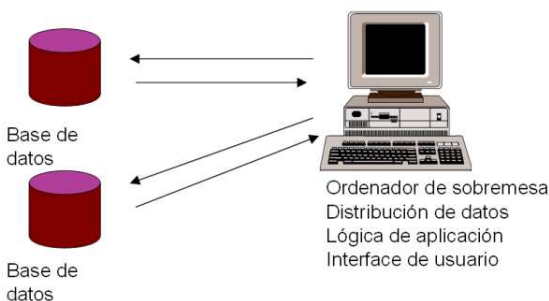 Base de
datos
Base de
datos
Ordenador de sobremesa
Distribución de datos
Lógica de aplicación
Interface de usuario